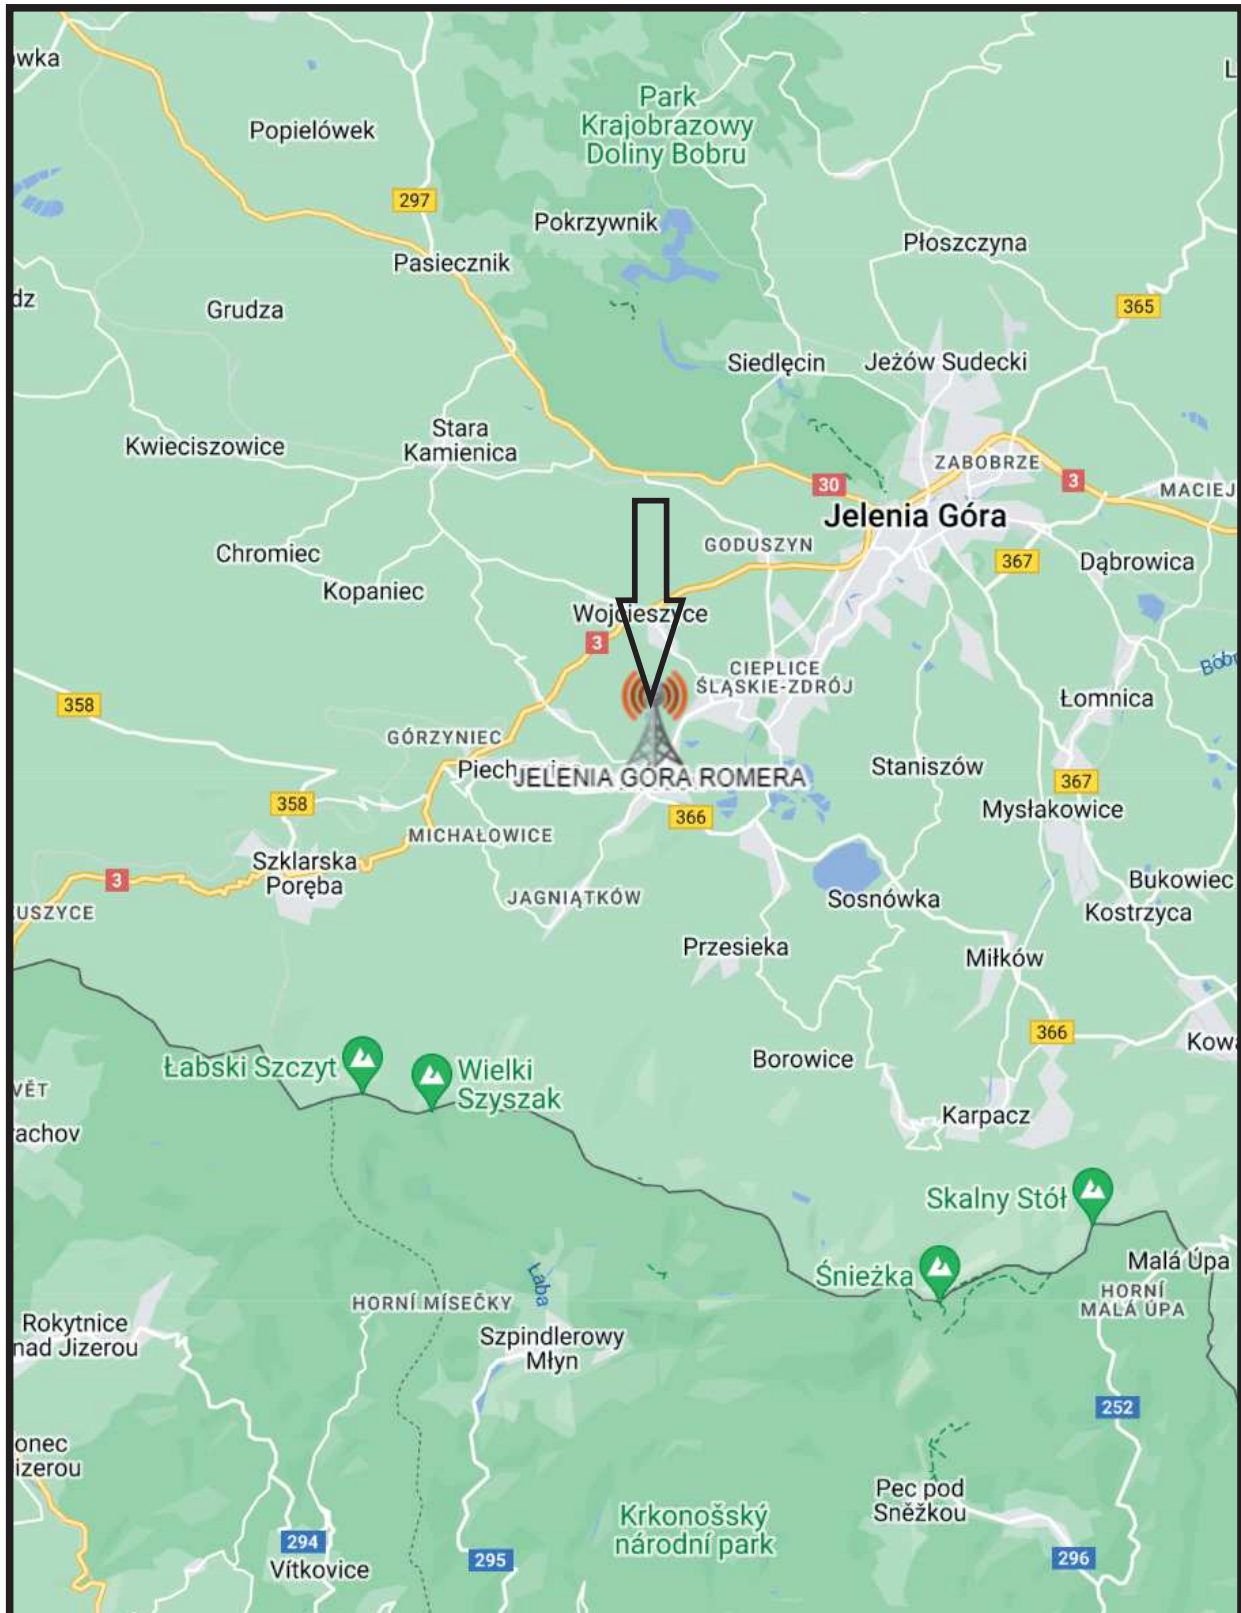 wka
L
Park
Krajobrazowy
Doliny Bobru
Popielówek
297
Pokrzywnik
Płoszczyna
Pasiecznik
dz
Grudza
365
Siedlęcin
Jeżów Sudecki
Stara
Kamienica
Kwieciszowice
ZABOBRZE
30
3
MACIEJ
Jelenia Góra
GODUSZYN
Chromiec
367
Dąbrowica
Kopaniec
Wojcieszyce
3
CIEPLICE
ŚLĄSKIE-ZDRÓJ
Bóbr
358
Łomnica
GÓRZYNIEC
Piech
JELENIA GÓRA ROMERA
Staniszów
367
358
366
Mysłakowice
MICHAŁOWICE
Szklarska
Poręba
3
Bukowiec
JAGNIĄTKÓW
Sosnówka
USZYCE
Kostrzyca
Przesieka
Miłków
366
Kowa
Łabski Szczyt
Wielki
Szyszak
Borowice
VĚT
Karpacz
rachov
Skalny Stół
Śnieżka
Malá Úpa
Łaba
HORNÍ MÍSEČKY
HORNÍ
MALÁ ÚPA
Rokytnice
nad Jizerou
Szpindlerowy
Młyn
252
onec
izerou
Pec pod
Sněžkou
Krkonošský
národní park
294
295
296
Vítkovice